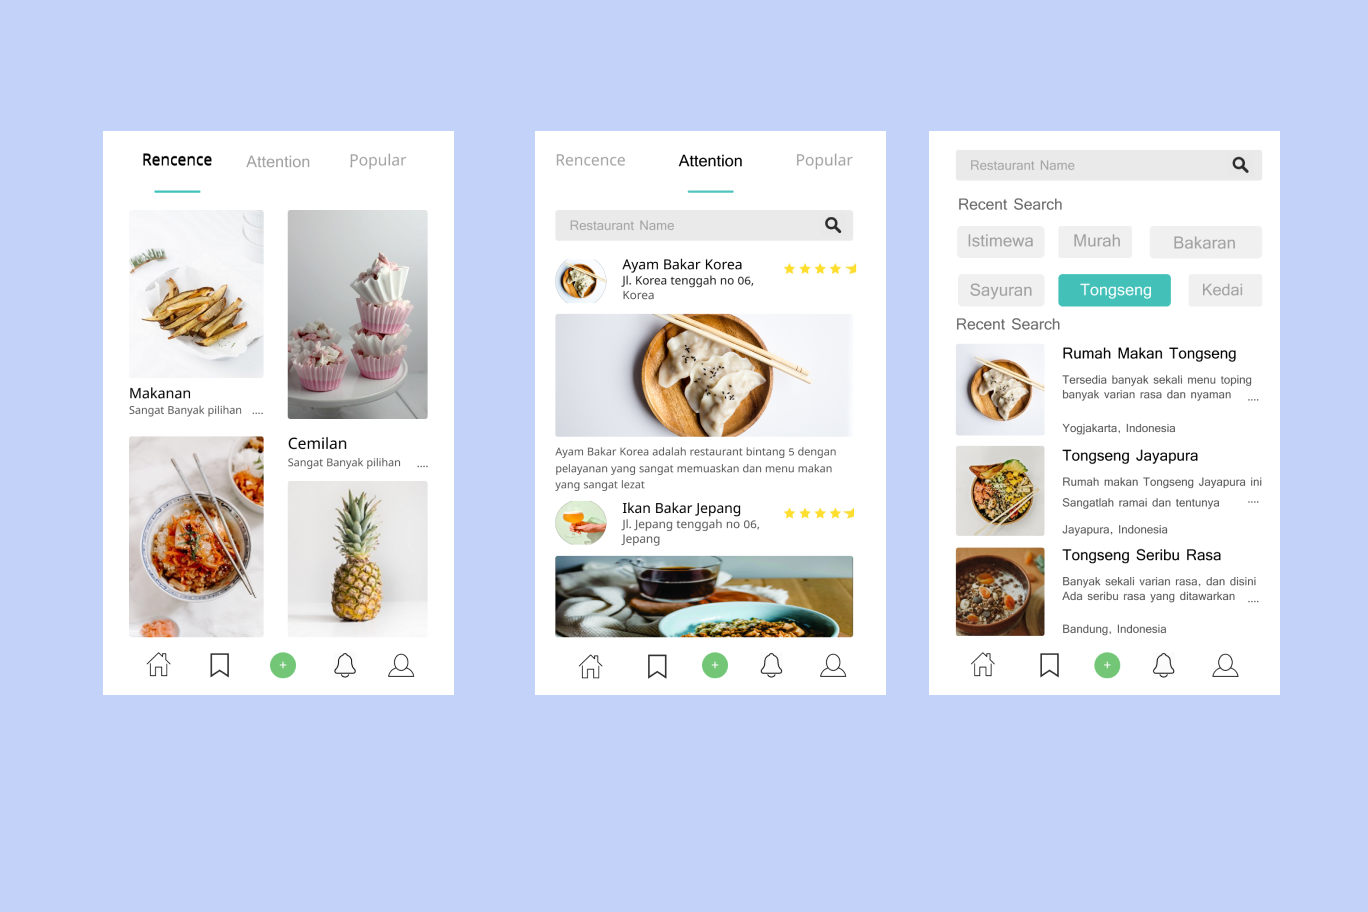 Rencence Attention Popular
Makanan
Sangat Banyak pilihan ....
Cemilan
Sangat Banyak pilihan ....
Rencence Attention Popular
Restaurant Name
Ayam Bakar Korea
Jl. Korea tenggah no 06,
Korea
Ayam Bakar Korea adalah restaurant bintang 5 dengan
pelayanan yang sangat memuaskan dan menu makan
yang sangat lezat
Ikan Bakar Jepang
Jl. Jepang tenggah no 06,
Jepang
Restaurant Name
Recent Search
Istimewa Murah Bakaran
Sayuran Tongseng Kedai
Recent Search
Rumah Makan Tongseng
Tersedia banyak sekali menu toping
banyak varian rasa dan nyaman ....
Yogjakarta, Indonesia
Tongseng Jayapura
Rumah makan Tongseng Jayapura ini
Sangatlah ramai dan tentunya ....
Jayapura, Indonesia
Tongseng Seribu Rasa
Banyak sekali varian rasa, dan disini
Ada seribu rasa yang ditawarkan ....
Bandung, Indonesia